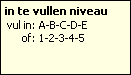 in te vullen niveau
vul in: A-B-C-D-E
of: 1-2-3-4-5